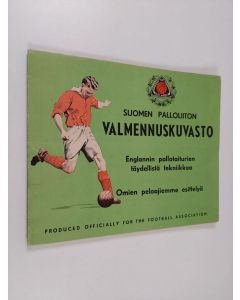 SUOMEN PALLOLIITON
VALMENNUSKUVASTO
Englannin pallotaiturien
täydellistä tekniikkaa
Omien pelaajiemme esittelyä
PRODUCED OFFICIALLY FOR THE FOOTBALL ASSOCIATION